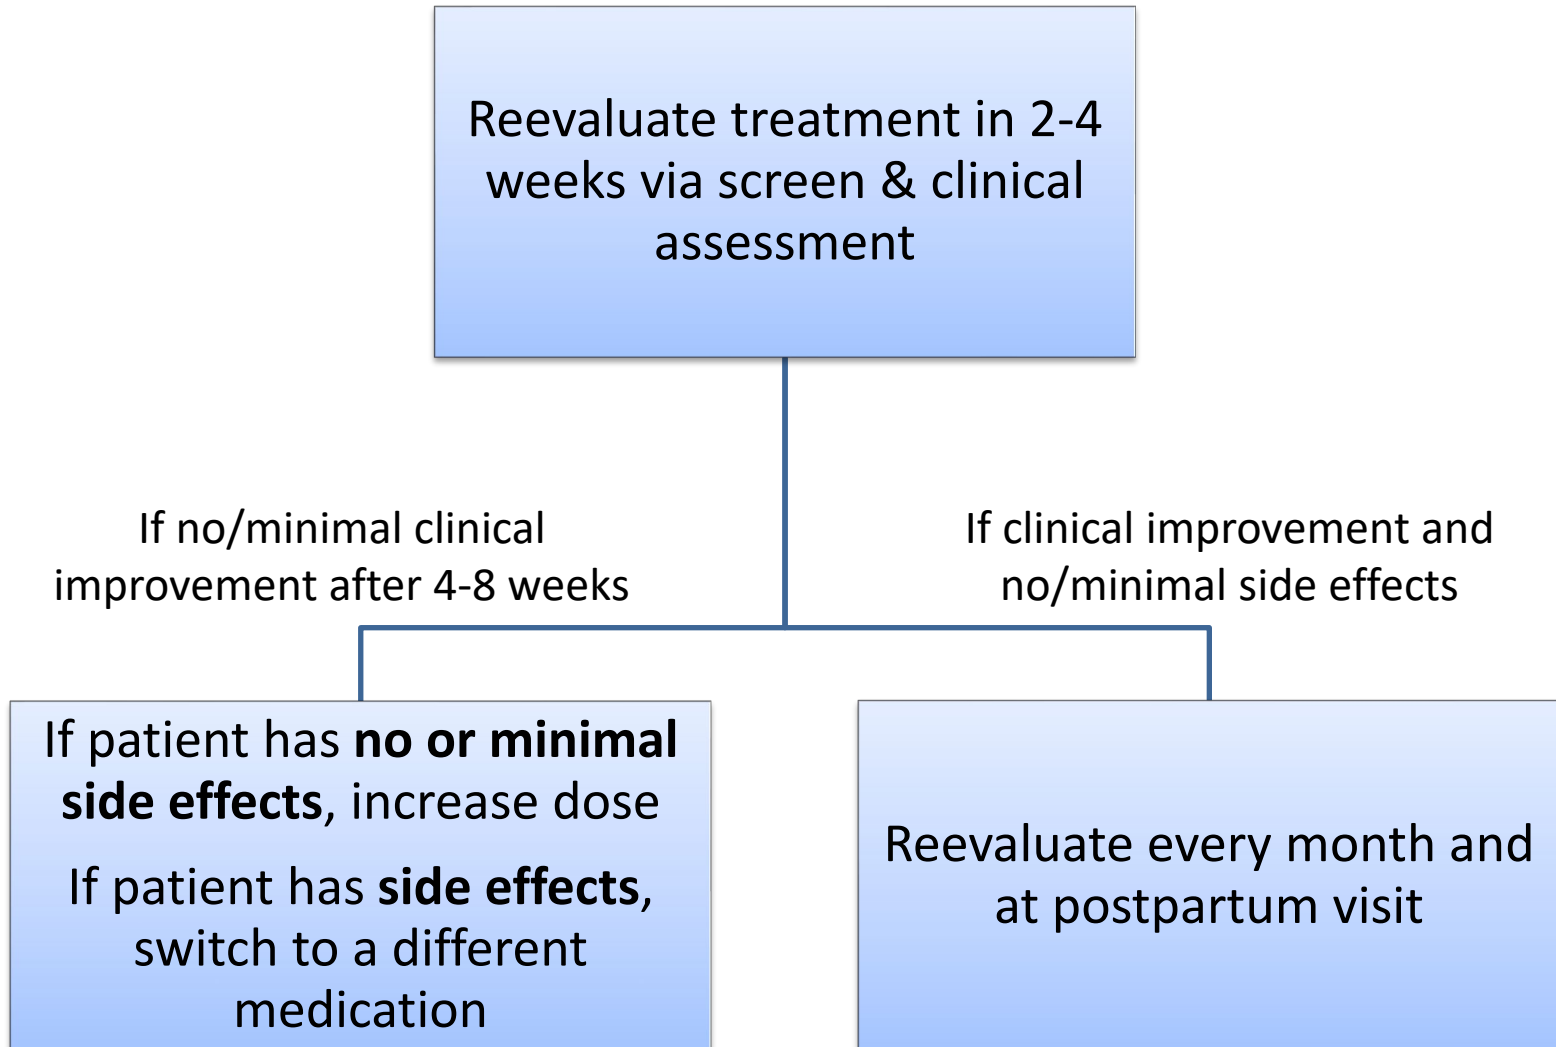 Reevaluate treatment in 2-4
weeks via screen & clinical
assessment
If no/minimal clinical
improvement after 4-8 weeks
If clinical improvement and
no/minimal side effects
If patient has no or minimal
side effects, increase dose
If patient has side effects,
switch to a different
medication
Reevaluate every month and
at postpartum visit